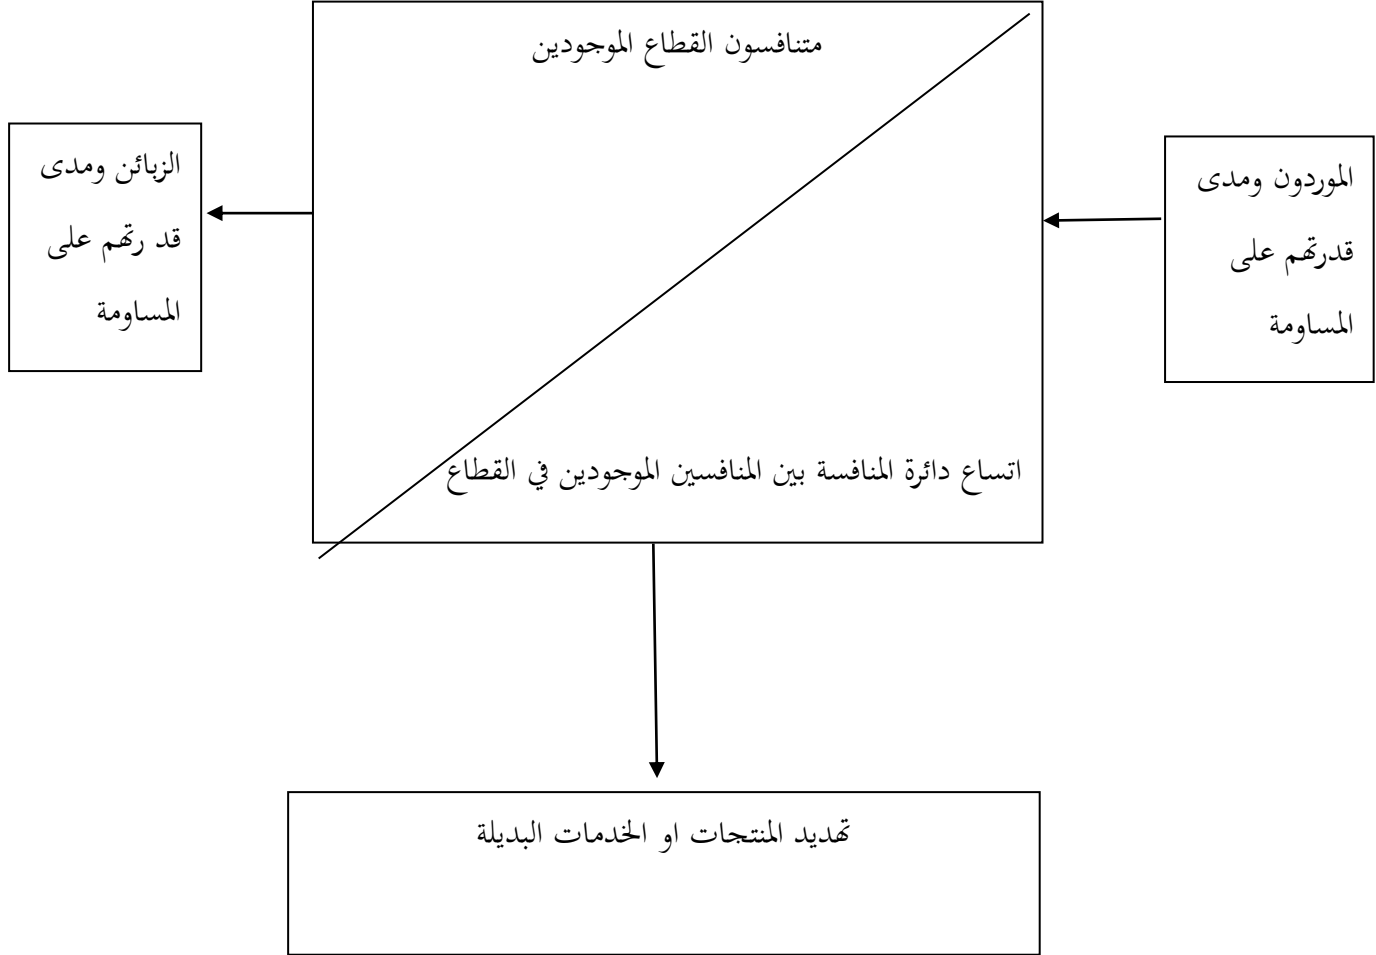 متنافسون القطاع الموجودين
الموردون ومدى
قدرتهم على
المساومة
الزبائن ومدى
قد رتهم على
المساومة
اتساع دائرة المنافسة بين المنافسين الموجودين في القطاع
تهديد المنتجات او الخدمات البديلة